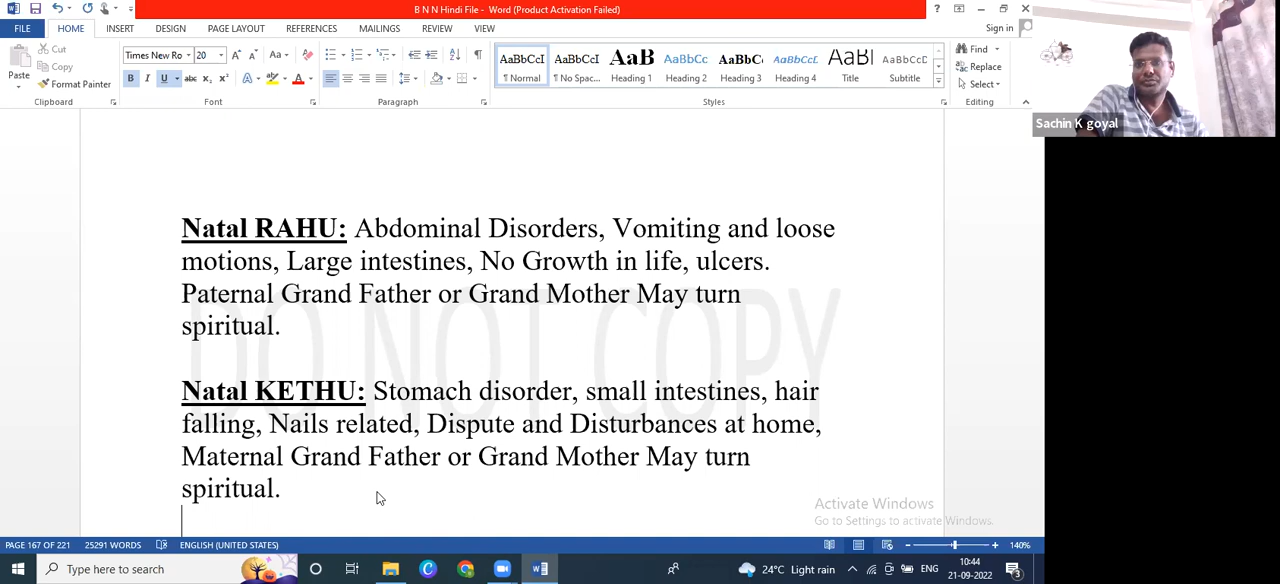 B N N Hindi File - Word (Product Activation Failed)
FILE HOME INSERT DESIGN PAGE LAYOUT REFERENCES MAILINGS REVIEW VIEW Sign in
Paste Cut Copy Format Painter
Times New Ro 20
AaBbCcI AaBbCcI AaB AaBbCc AaBbC AaBbCcL AaBI AaBbCcC
¶ Normal ¶ No Spac... Heading 1 Heading 2 Heading 3 Heading 4 Title Subtitle
Find Replace Select
Clipboard Font Paragraph Styles Editing
Sachin K goyal
Natal RAHU: Abdominal Disorders, Vomiting and loose
motions, Large intestines, No Growth in life, ulcers.
Paternal Grand Father or Grand Mother May turn
spiritual.
DO NOT COPY
Natal KETHU: Stomach disorder, small intestines, hair
falling, Nails related, Dispute and Disturbances at home,
Maternal Grand Father or Grand Mother May turn
spiritual.
Activate Windows
Go to Settings to activate Windows.
PAGE 167 OF 221 25291 WORDS ENGLISH (UNITED STATES) 140%
Type here to search 24°C Light rain ENG 10:44
21-09-2022 3